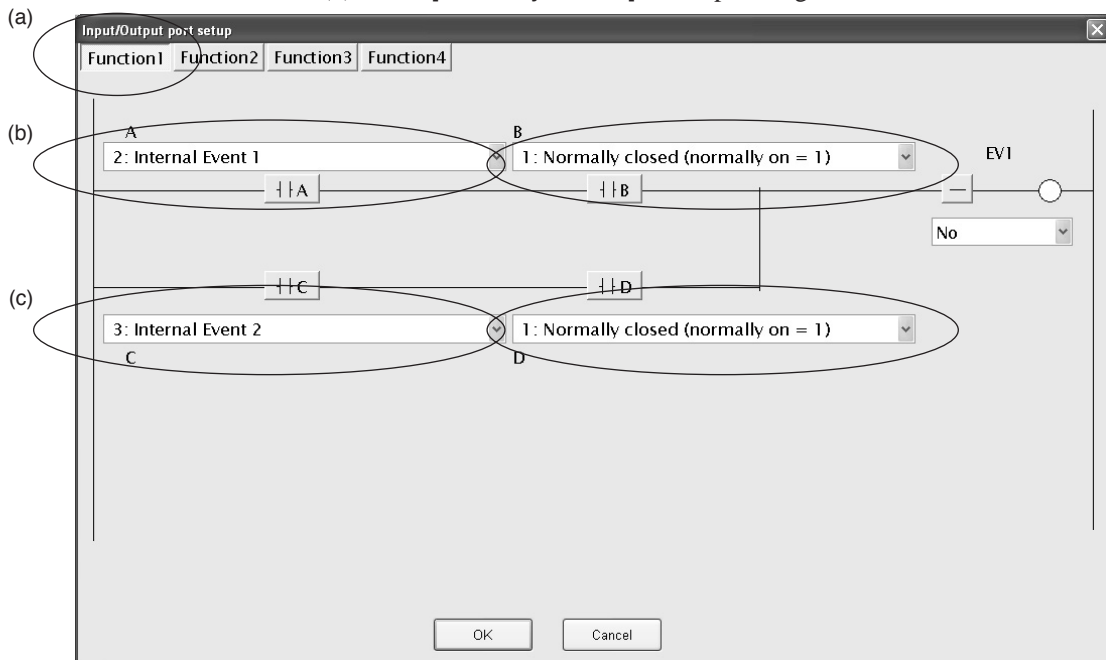 (a)
Input/Output port setup
Function1 Function2 Function3 Function4
(b)
A B
2: Internal Event 1 1: Normally closed (normally on = 1) EV1
A B
No
C D
(c)
3: Internal Event 2 1: Normally closed (normally on = 1)
C D
OK Cancel